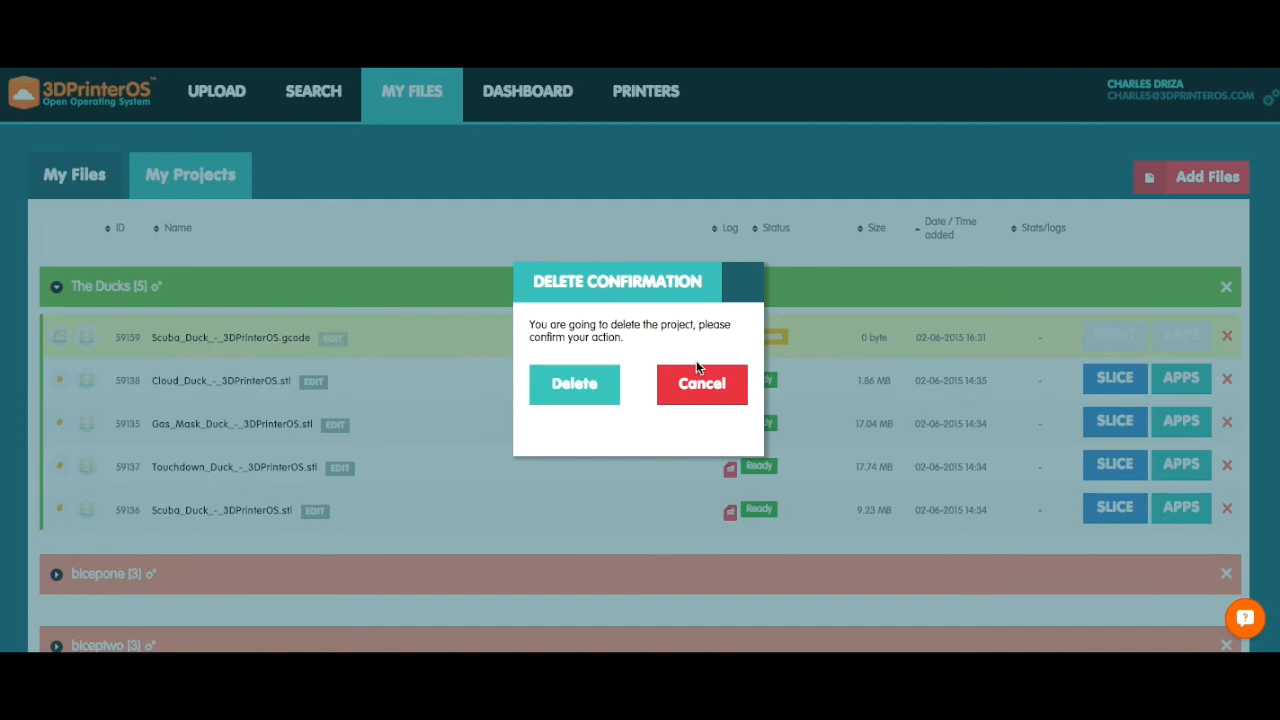 3DPrinterOS™
Open Operating System
UPLOAD SEARCH MY FILES DASHBOARD PRINTERS
CHARLES DRIZA
CHARLES@3DPRINTEROS.COM
My Files My Projects
Add Files
ID Name Log Status Size Date / Time added Stats/logs
The Ducks [5]
DELETE CONFIRMATION
You are going to delete the project, please
confirm your action.
Delete Cancel
59159 Scuba_Duck_-_3DPrinterOS.gcode EDIT 0 byte 02-06-2015 16:31 - APPS
59138 Cloud_Duck_-_3DPrinterOS.stl EDIT 1.86 MB 02-06-2015 14:35 - SLICE APPS
59135 Gas_Mask_Duck_-_3DPrinterOS.stl EDIT 17.04 MB 02-06-2015 14:34 - SLICE APPS
59137 Touchdown_Duck_-_3DPrinterOS.stl EDIT Ready 17.74 MB 02-06-2015 14:34 - SLICE APPS
59136 Scuba_Duck_-_3DPrinterOS.stl EDIT Ready 9.23 MB 02-06-2015 14:34 - SLICE APPS
bicepone [3]
biceptwo [3]